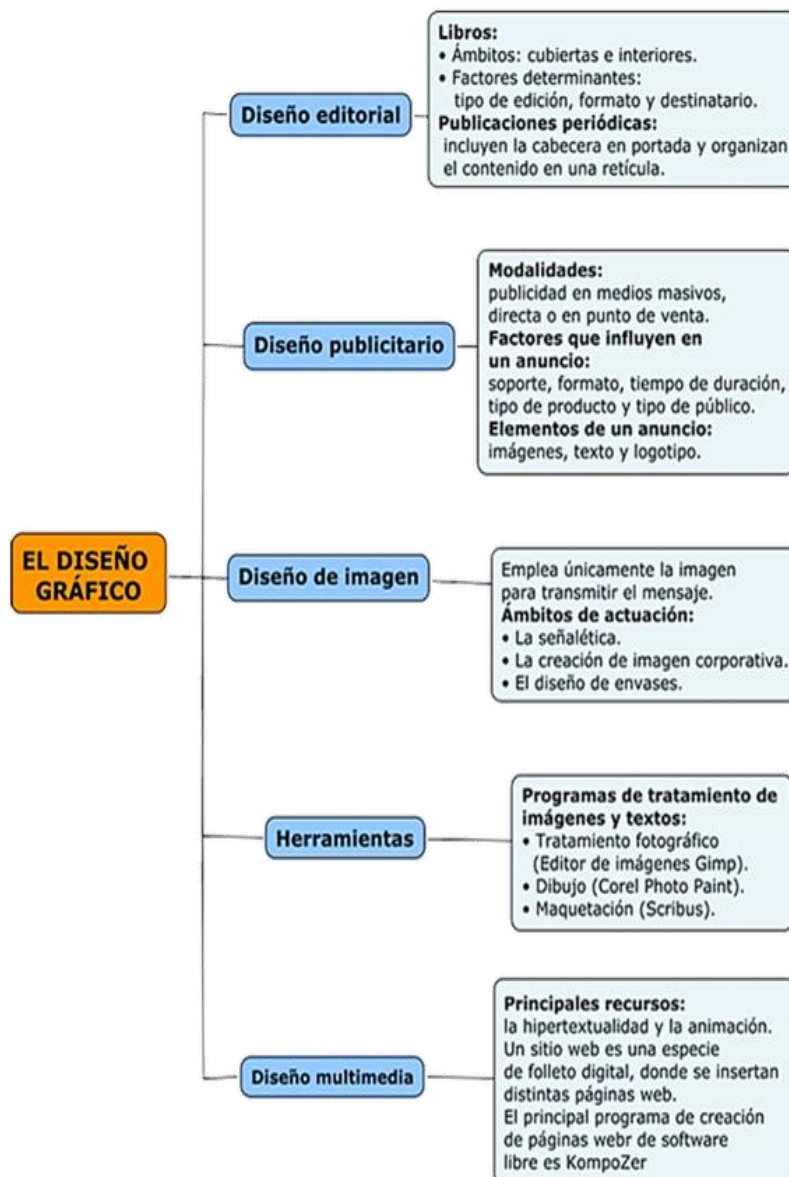 EL DISEÑO
GRÁFICO
Diseño editorial
Libros:
• Ámbitos: cubiertas e interiores.
• Factores determinantes:
tipo de edición, formato y destinatario.
Publicaciones periódicas:
incluyen la cabecera en portada y organizan
el contenido en una retícula.
Diseño publicitario
Modalidades:
publicidad en medios masivos,
directa o en punto de venta.
Factores que influyen en
un anuncio:
soporte, formato, tiempo de duración,
tipo de producto y tipo de público.
Elementos de un anuncio:
imágenes, texto y logotipo.
Diseño de imagen
Emplea únicamente la imagen
para transmitir el mensaje.
Ámbitos de actuación:
• La señalética.
• La creación de imagen corporativa.
• El diseño de envases.
Herramientas
Programas de tratamiento de
imágenes y textos:
• Tratamiento fotográfico
(Editor de imágenes Gimp).
• Dibujo (Corel Photo Paint).
• Maquetación (Scribus).
Diseño multimedia
Principales recursos:
la hipertextualidad y la animación.
Un sitio web es una especie
de folleto digital, donde se insertan
distintas páginas web.
El principal programa de creación
de páginas webr de software
libre es KompoZer